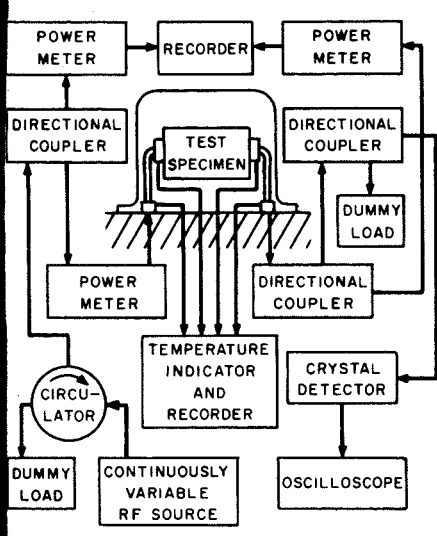 POWER
METER
RECORDER
POWER
METER
DIRECTIONAL
COUPLER
TEST
SPECIMEN
DIRECTIONAL
COUPLER
DUMMY
LOAD
POWER
METER
DIRECTIONAL
COUPLER
TEMPERATURE
INDICATOR
AND
RECORDER
CRYSTAL
DETECTOR
CIRCU-
LATOR
DUMMY
LOAD
CONTINUOUSLY
VARIABLE
RF SOURCE
OSCILLOSCOPE